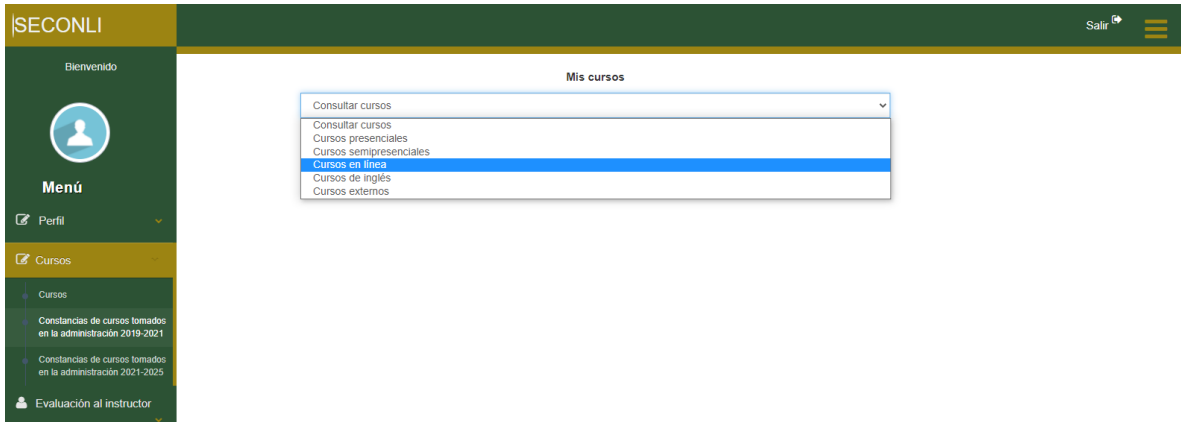 SECONLI
Salir
Bienvenido
Menú
Perfil
Cursos
Cursos
Constancias de cursos tomados
en la administración 2019-2021
Constancias de cursos tomados
en la administración 2021-2025
Evaluación al instructor
Mis cursos
Consultar cursos
Consultar cursos
Cursos presenciales
Cursos semipresenciales
Cursos en línea
Cursos de inglés
Cursos externos